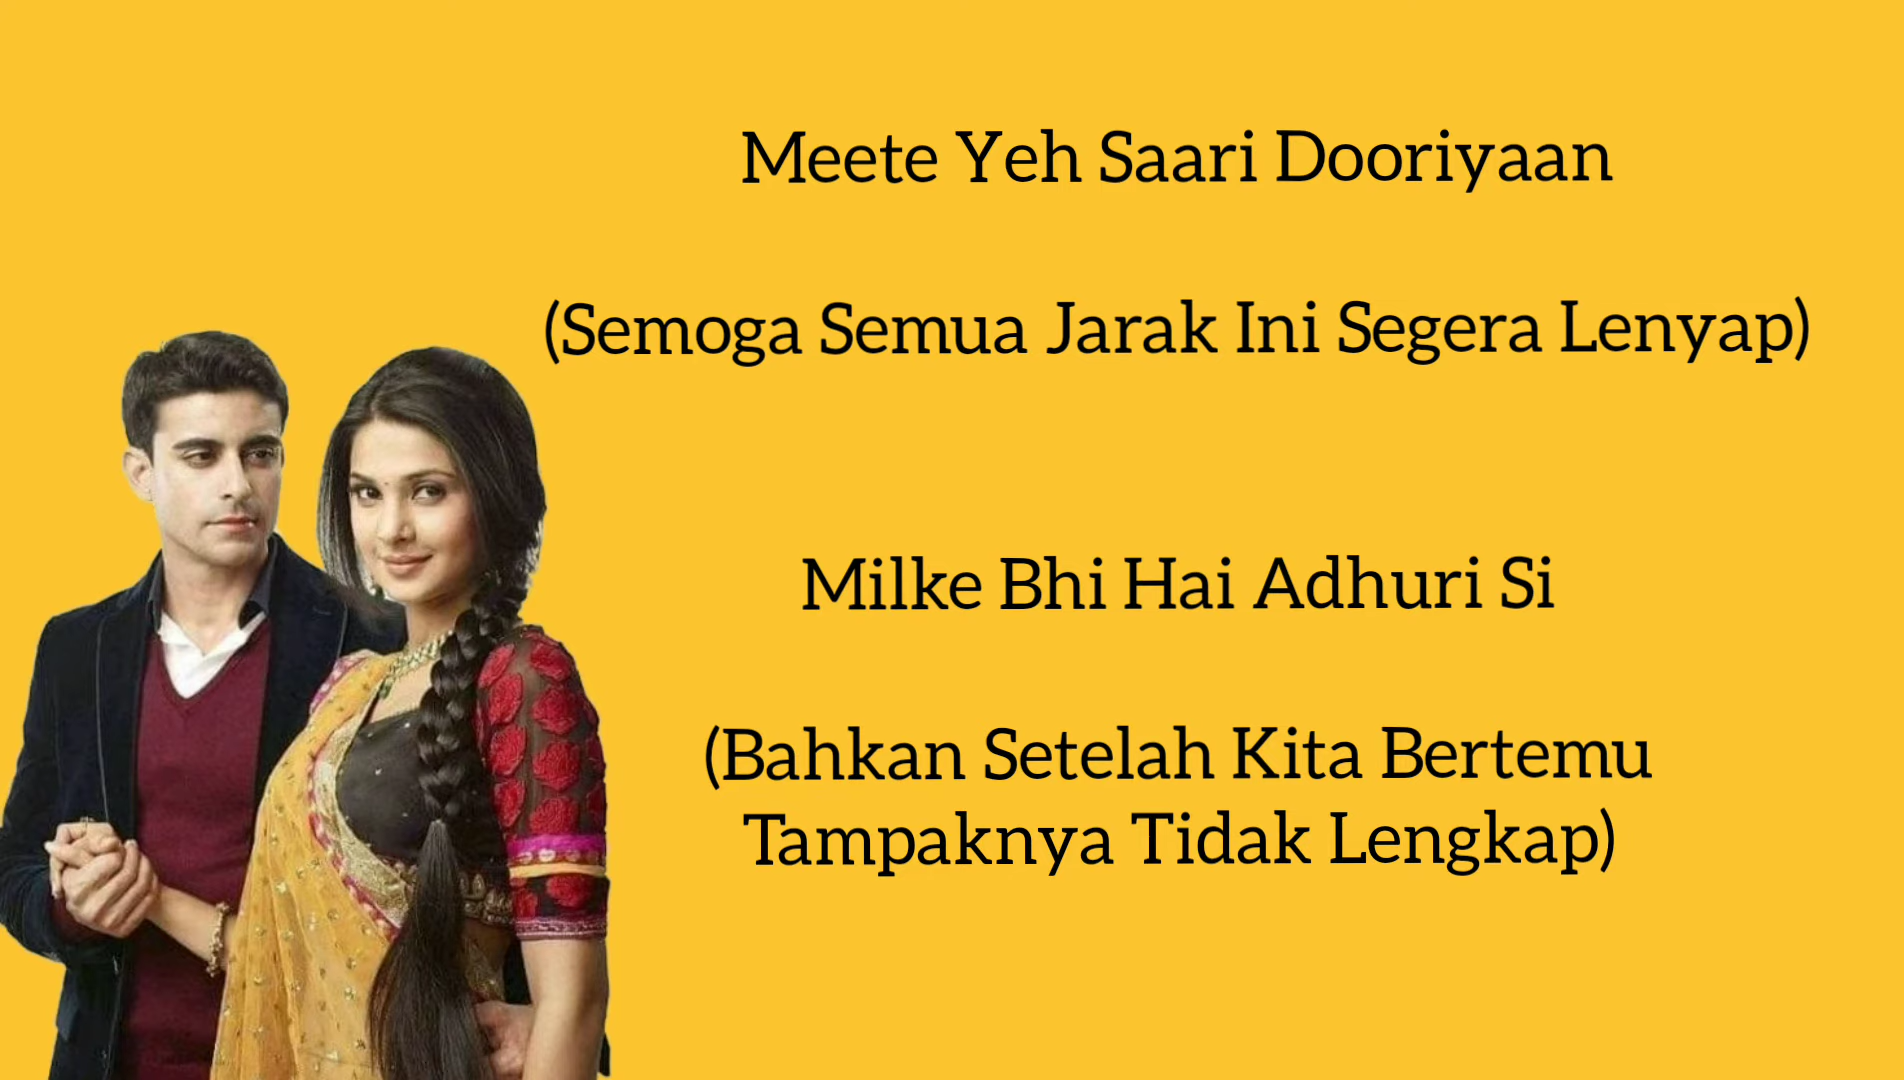 Meete Yeh Saari Dooriyaan
(Semoga Semua Jarak Ini Segera Lenyap)
Milke Bhi Hai Adhuri Si
(Bahkan Setelah Kita Bertemu
Tampaknya Tidak Lengkap)